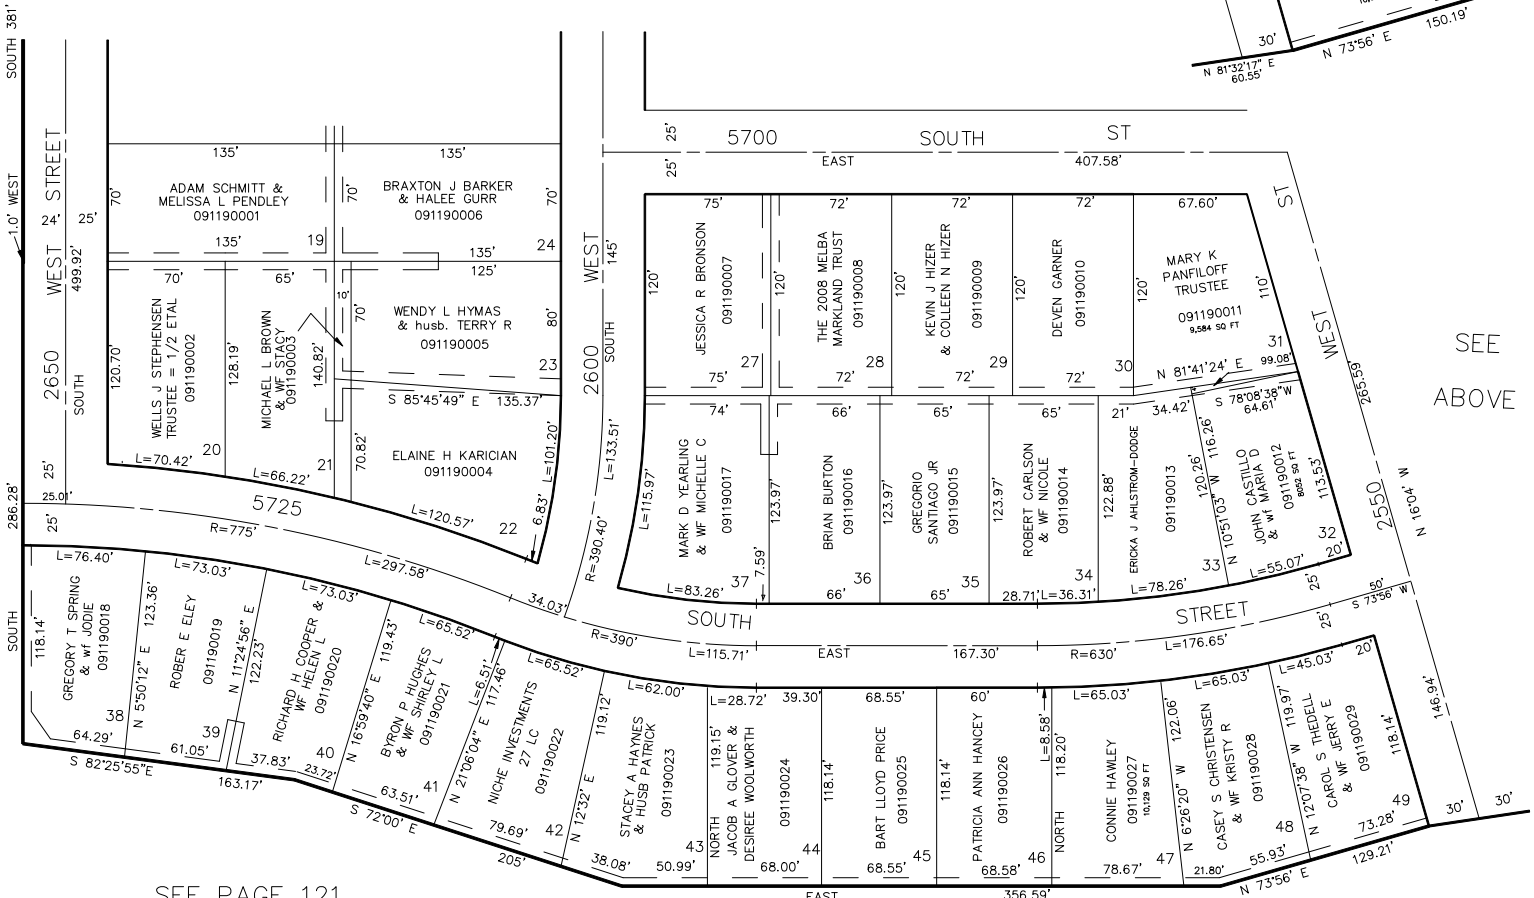 SOUTH 381'
1.0' WEST
286.28'
SOUTH
2650 WEST STREET
24'
25'
499.92'
SOUTH
135'
135'
ADAM SCHMITT &
MELISSA L PENDLEY
091190001
70'
70'
135'
19
BRAXTON J BARKER
& HALEE GURR
091190006
70'
24
135'
125'
70'
65'
10'
WELLS J STEPHENSEN
TRUSTEE = 1/2 ETAL
091190002
120.70'
128.19'
20
L=70.42'
MICHAEL L BROWN
& WF STACY
091190003
140.82'
21
L=66.22'
WENDY L HYMAS
& husb. TERRY R
091190005
70'
80'
23
S 85°45'49" E 135.37'
ELAINE H KARICIAN
091190004
70.82'
L=101.20'
6.83'
L=120.57'
22
2600 WEST
145'
SOUTH
L=133.51'
R=390.40'
25'
25'
5700 SOUTH ST
EAST 407.58'
75'
72'
72'
72'
67.60'
JESSICA R BRONSON
091190007
120'
120'
27
75'
THE 2008 MELBA
MARKLAND TRUST
091190008
120'
28
72'
KEVIN J HIZER
& COLLEEN N HIZER
091190009
120'
29
72'
DEVEN GARNER
091190010
120'
30
72'
MARY K
PANFILOFF
TRUSTEE
091190011
9,584 SQ FT
110'
31
N 81°41'24" E 99.08'
S 78°08'38" W
64.61'
74'
66'
65'
65'
21'
34.42'
MARK D YEARLING
& WF MICHELLE C
091190017
L=115.97'
123.97'
7.59'
37
L=83.26'
BRIAN BURTON
091190016
123.97'
36
66'
GREGORIO
SANTIAGO JR
091190015
123.97'
35
65'
ROBERT CARLSON
& WF NICOLE
091190014
122.88'
34
28.71'
L=36.31'
ERICKA J AHLSTROM-DODGE
091190013
120.26'
33
L=78.26'
N 10°51'03" W 116.26'
JOHN CASTILLO
& wf MARIA D
091190012
8052 SQ FT
113.53'
32
L=55.07'
20'
ST
WEST
2550
265.59'
N 16°04' W
SEE
ABOVE
30'
N 81°32'17" E
60.55'
N 73°56' E 150.19'
25'
25.01'
25'
5725 SOUTH STREET
R=775'
L=297.58'
34.03'
R=390'
L=115.71'
EAST 167.30'
R=630'
L=176.65'
25'
25'
50'
S 73°56' W
L=76.40'
GREGORY T SPRING
& wf JODIE
091190018
118.14'
38
64.29'
N 5°50'12" E 123.36'
L=73.03'
ROBER E ELEY
091190019
39
61.05'
N 11°24'56" E
122.23'
L=73.03'
RICHARD H COOPER &
WF HELEN L
091190020
40
37.83'
23.72'
N 16°59'40" E 119.43'
L=65.52'
BYRON P HUGHES
& WF SHIRLEY L
091190021
41
63.51'
L=6.51'
N 21°06'04" E 117.46'
L=65.52'
NICHE INVESTMENTS
27 LC
091190022
42
79.69'
N 12°32' E 119.12'
L=62.00'
STACEY A HAYNES
& HUSB PATRICK
091190023
43
38.08'
50.99'
NORTH 119.15'
L=28.72'
39.30'
JACOB A GLOVER &
DESIREE WOOLWORTH
091190024
44
68.00'
118.14'
68.55'
BART LLOYD PRICE
091190025
45
68.55'
118.14'
60'
L=8.58'
PATRICIA ANN HANCEY
091190026
46
68.58'
NORTH 118.20'
L=65.03'
CONNIE HAWLEY
091190027
10,129 SQ FT
47
78.67'
N 6°26'20" W 122.06'
L=65.03'
CASEY S CHRISTENSEN
& WF KRISTY R
091190028
48
21.80'
55.93'
N 12°07'38" W 119.97
L=45.03'
20'
CAROL S THEDELL
& WF JERRY E
091190029
118.14'
49
73.28'
146.94'
30'
30'
S 82°25'55"E
163.17'
S 72°00' E
205'
EAST 356.59'
N 73°56' E
129.21'
SEE PAGE 121